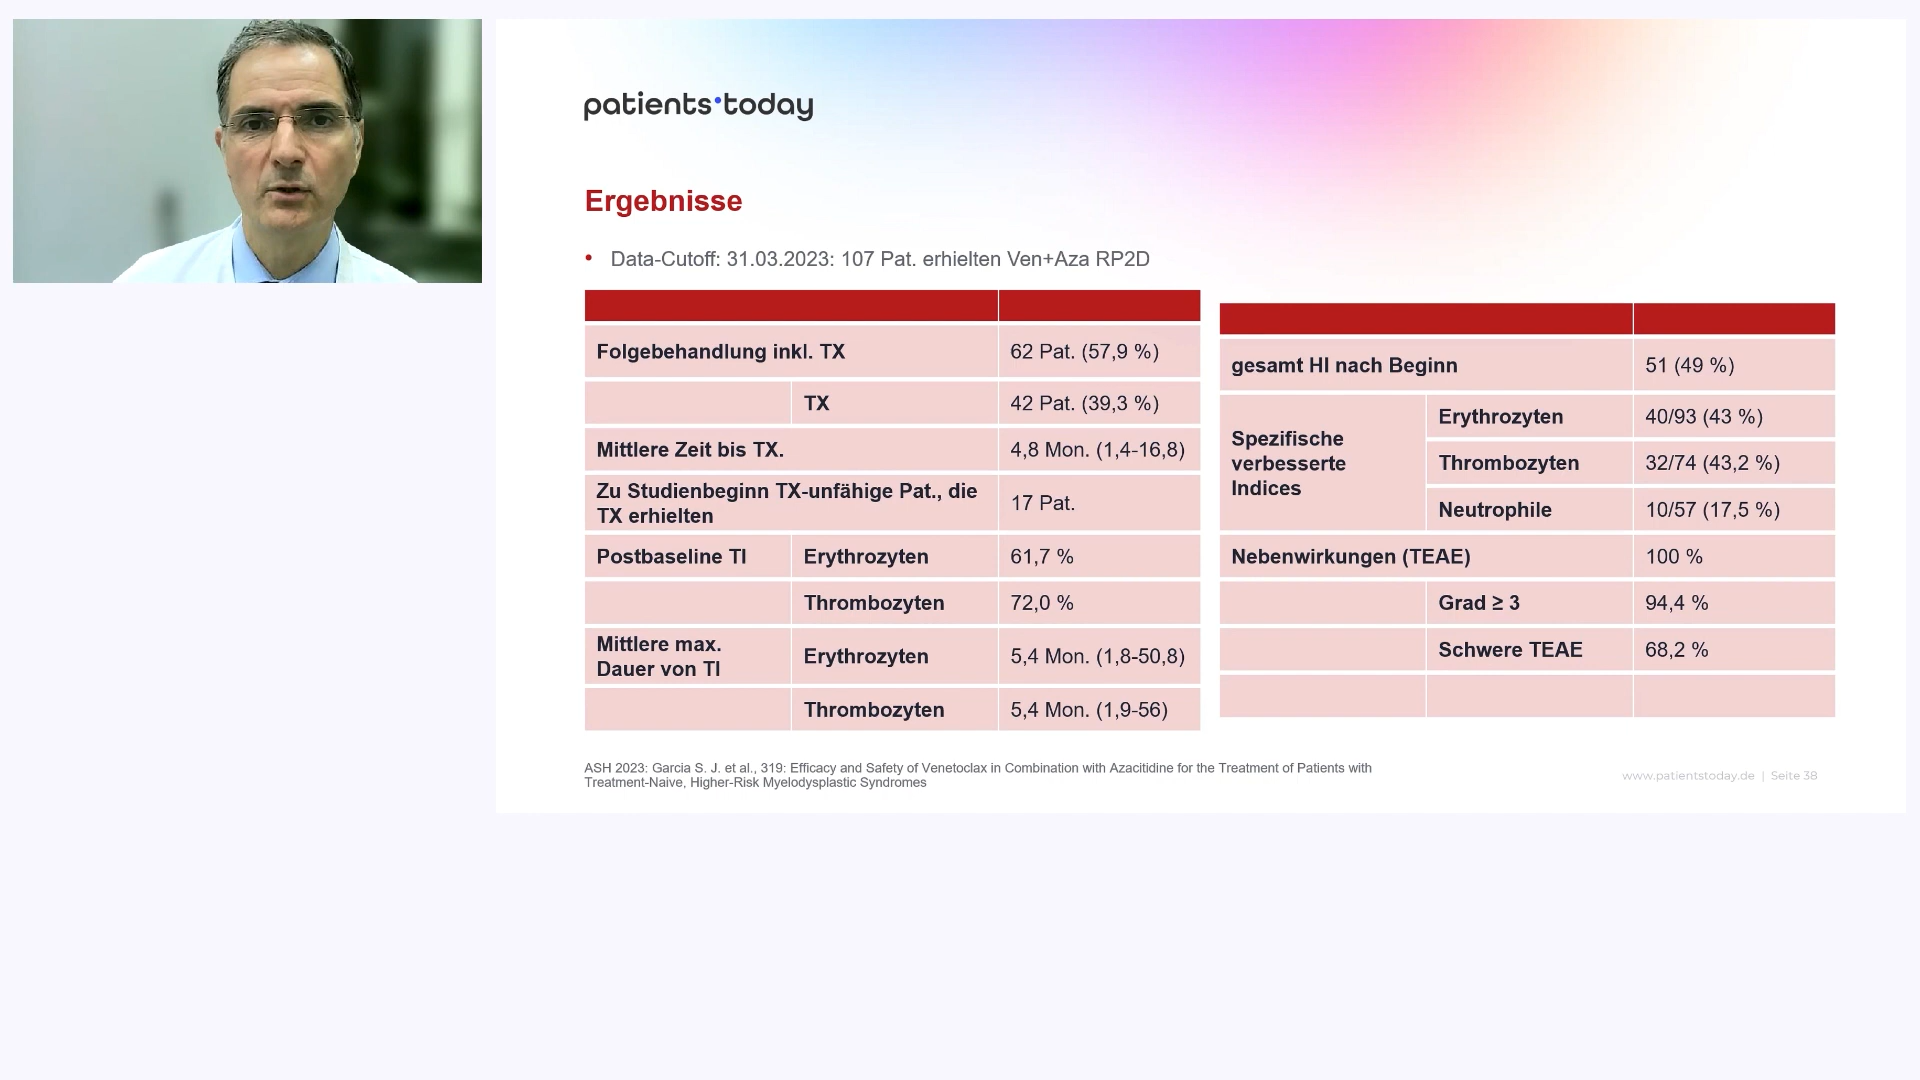 patients·today
Ergebnisse
• Data-Cutoff: 31.03.2023: 107 Pat. erhielten Ven+Aza RP2D
Folgebehandlung inkl. TX 62 Pat. (57,9 %)
TX 42 Pat. (39,3 %)
Mittlere Zeit bis TX. 4,8 Mon. (1,4-16,8)
Zu Studienbeginn TX-unfähige Pat., die
TX erhielten
17 Pat.
Postbaseline TI Erythrozyten 61,7 %
Thrombozyten 72,0 %
Mittlere max.
Dauer von TI
Erythrozyten 5,4 Mon. (1,8-50,8)
Thrombozyten 5,4 Mon. (1,9-56)
gesamt HI nach Beginn 51 (49 %)
Spezifische
verbesserte
Indices
Erythrozyten 40/93 (43 %)
Thrombozyten 32/74 (43,2 %)
Neutrophile 10/57 (17,5 %)
Nebenwirkungen (TEAE) 100 %
Grad ≥ 3 94,4 %
Schwere TEAE 68,2 %
ASH 2023: Garcia S. J. et al., 319: Efficacy and Safety of Venetoclax in Combination with Azacitidine for the Treatment of Patients with
Treatment-Naive, Higher-Risk Myelodysplastic Syndromes
www.patientstoday.de | Seite 38